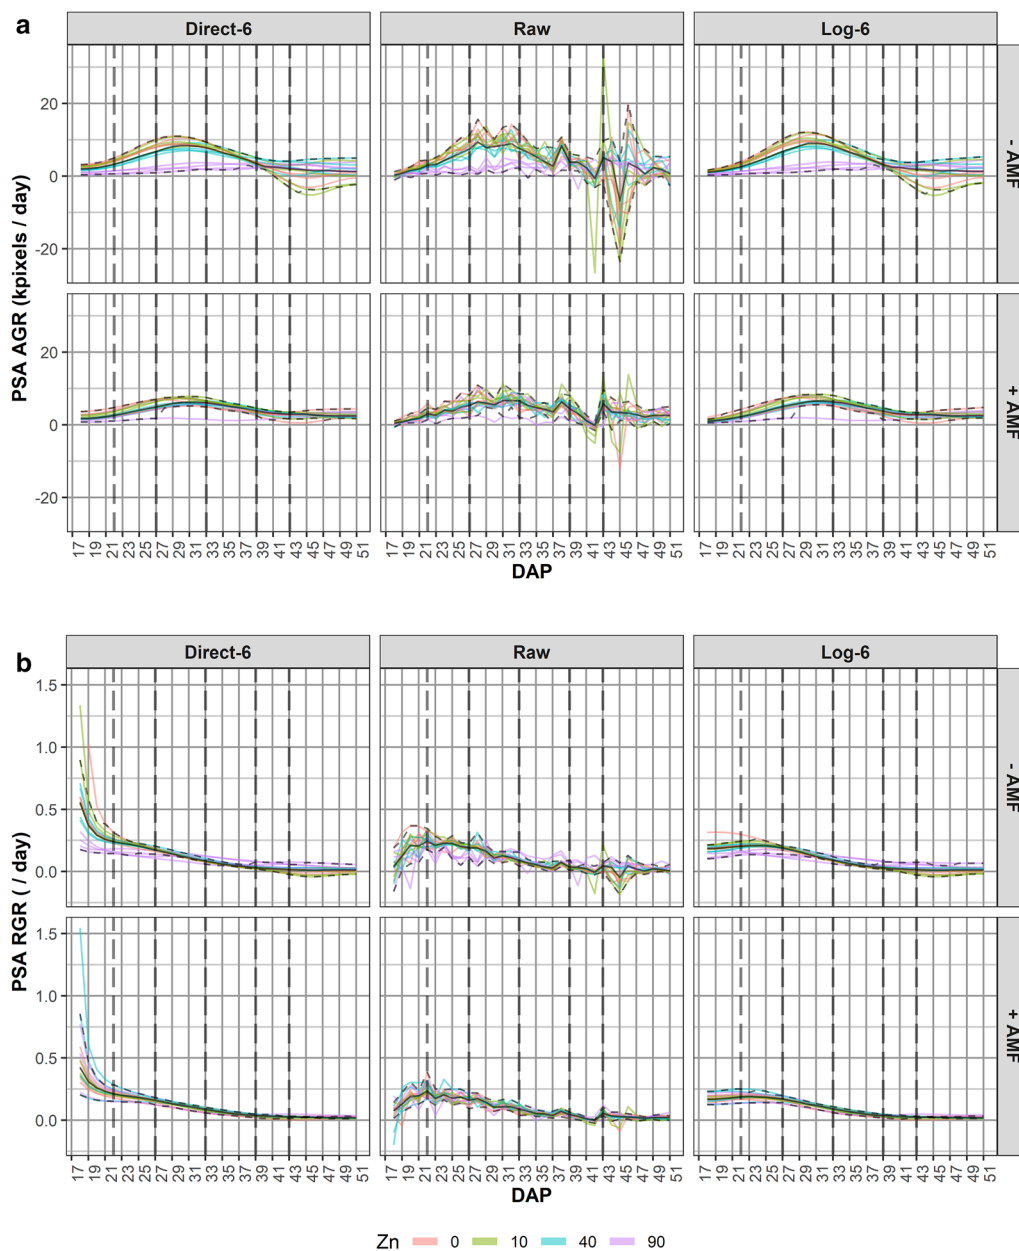 a
Direct-6 Raw Log-6
20
0
-20
- AMF
20
0
-20
+ AMF
PSA AGR (kpixels / day)
17 19 21 23 25 27 29 31 33 35 37 39 41 43 45 47 49 51 17 19 21 23 25 27 29 31 33 35 37 39 41 43 45 47 49 51 17 19 21 23 25 27 29 31 33 35 37 39 41 43 45 47 49 51
DAP
b
Direct-6 Raw Log-6
1.5
1.0
0.5
0.0
- AMF
1.5
1.0
0.5
0.0
+ AMF
PSA RGR ( / day)
17 19 21 23 25 27 29 31 33 35 37 39 41 43 45 47 49 51 17 19 21 23 25 27 29 31 33 35 37 39 41 43 45 47 49 51 17 19 21 23 25 27 29 31 33 35 37 39 41 43 45 47 49 51
DAP
Zn 0 10 40 90